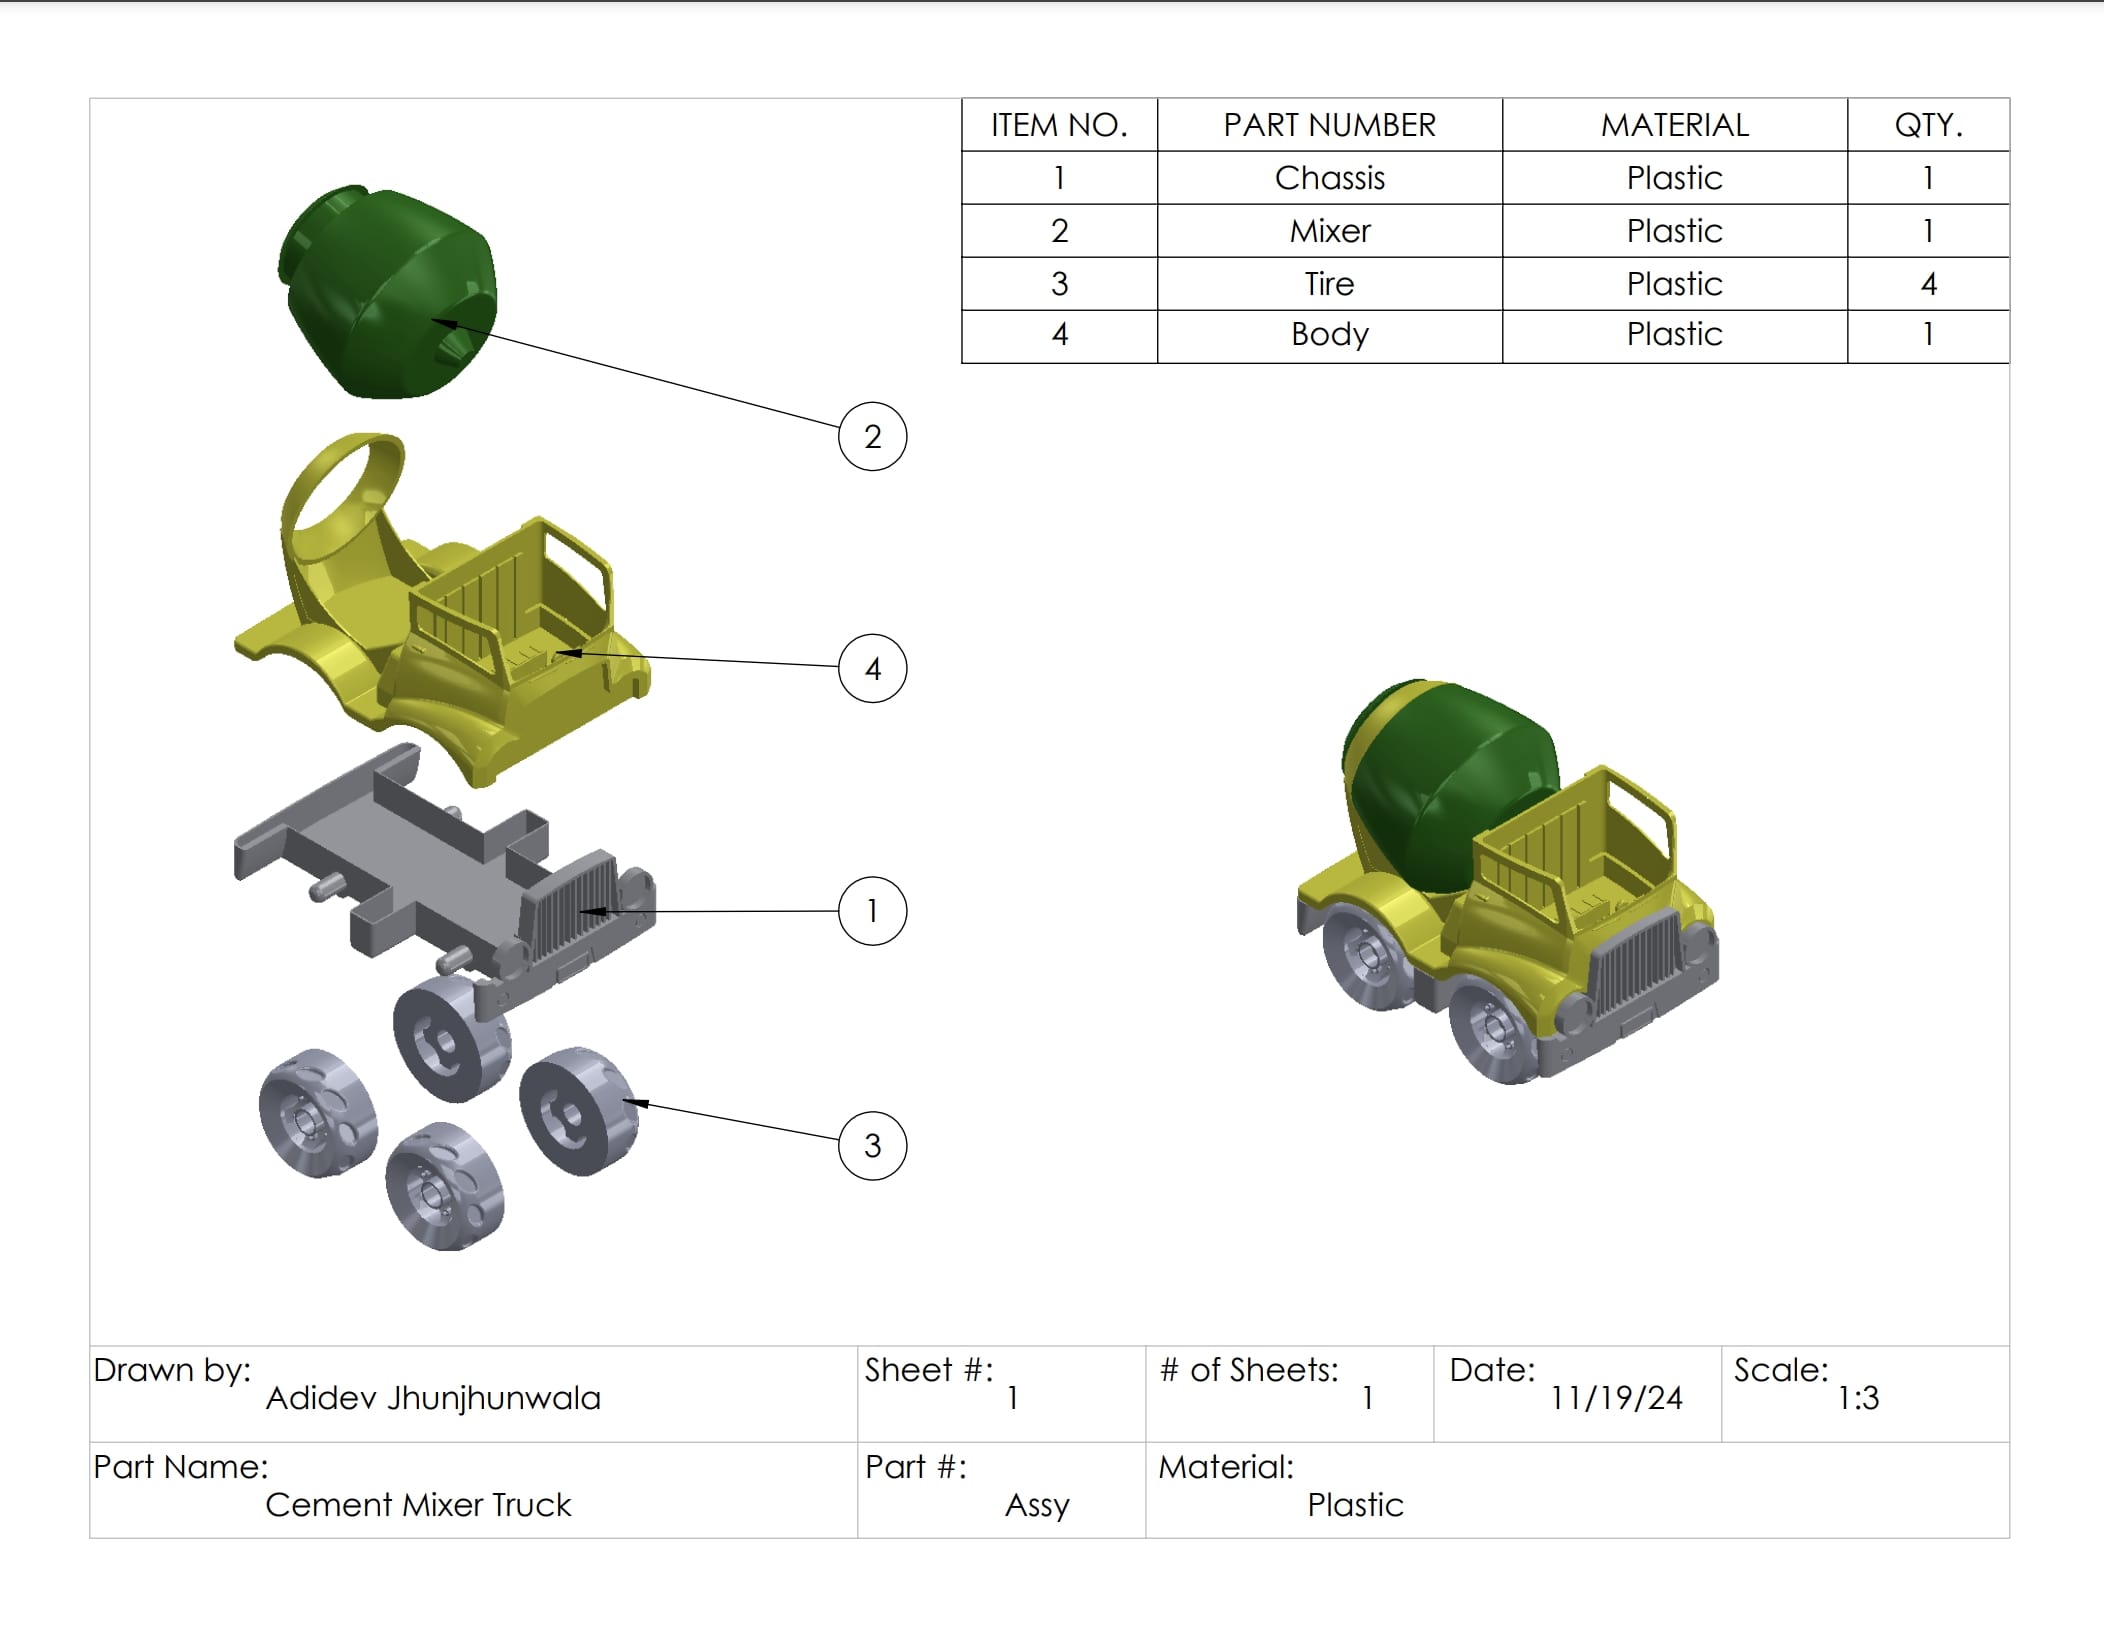 ITEM NO. PART NUMBER MATERIAL QTY.
1 Chassis Plastic 1
2 Mixer Plastic 1
3 Tire Plastic 4
4 Body Plastic 1
2
4
1
3
Drawn by:
Adidev Jhunjhunwala
Sheet #:
1
# of Sheets:
1
Date:
11/19/24
Scale:
1:3
Part Name:
Cement Mixer Truck
Part #:
Assy
Material:
Plastic